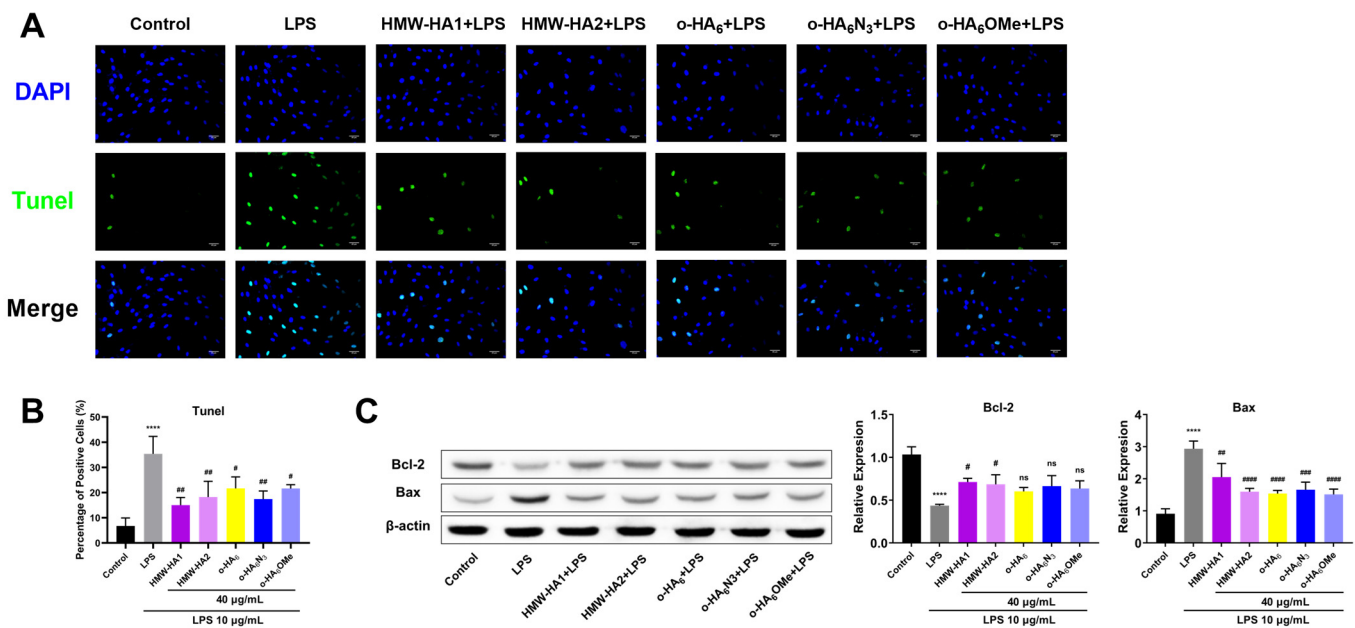 A
Control LPS HMW-HA1+LPS HMW-HA2+LPS o-HA₆+LPS o-HA₆N₃+LPS o-HA₆OMe+LPS
DAPI
Tunel
Merge
B
Tunel
Percentage of Positive Cells (%)
50
40
30
20
10
0
**** ## ## # ## #
Control LPS HMW-HA1 HMW-HA2 o-HA₆ o-HA₆N₃ o-HA₆OMe
40 μg/mL
LPS 10 μg/mL
C
Bcl-2
Bax
β-actin
Control LPS HMW-HA1+LPS HMW-HA2+LPS o-HA₆+LPS o-HA₆N3+LPS o-HA₆OMe+LPS
Bcl-2
Relative Expression
1.5
1.0
0.5
0.0
**** # # ns ns ns
Control LPS HMW-HA1 HMW-HA2 o-HA₆ o-HA₆N₃ o-HA₆OMe
40 μg/mL
LPS 10 μg/mL
Bax
Relative Expression
4
3
2
1
0
**** ## #### #### ### ####
Control LPS HMW-HA1 HMW-HA2 o-HA₆ o-HA₆N₃ o-HA₆OMe
40 μg/mL
LPS 10 μg/mL